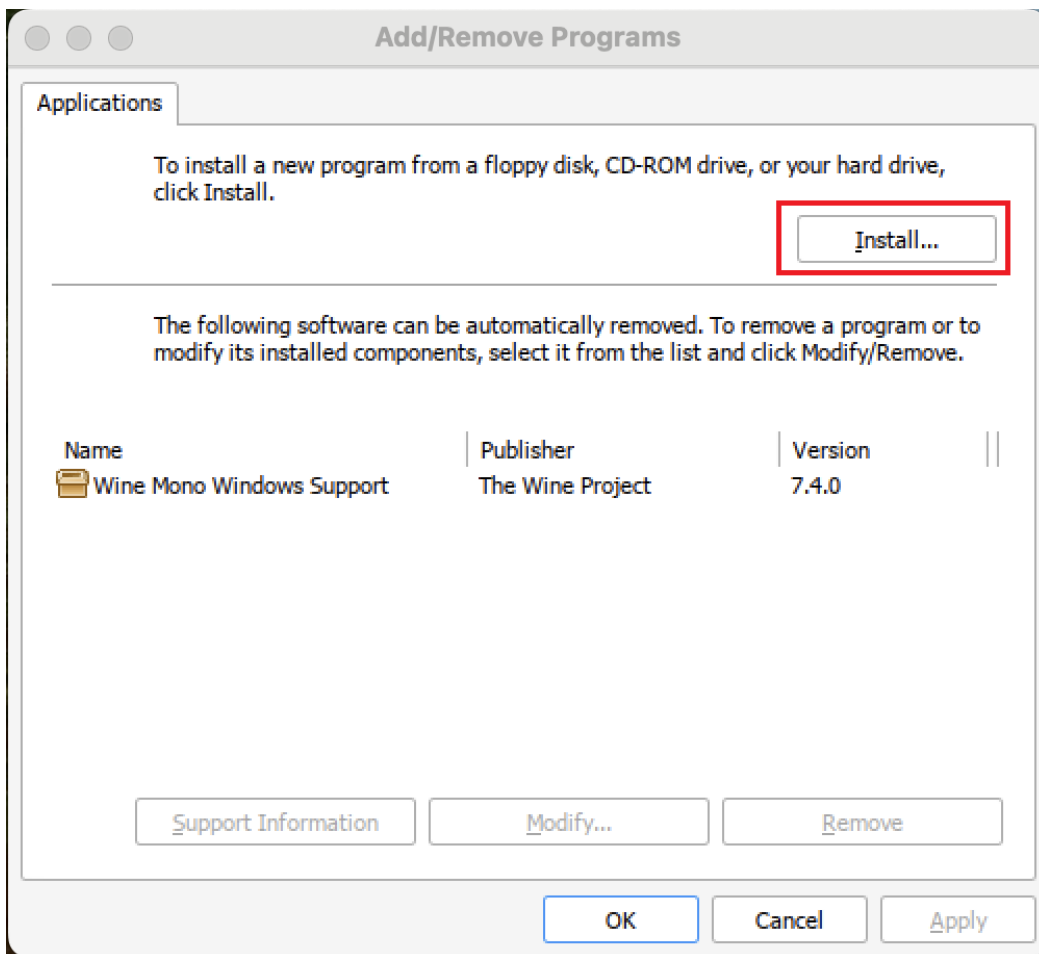 Add/Remove Programs
Applications
To install a new program from a floppy disk, CD-ROM drive, or your hard drive,
click Install.
Install...
The following software can be automatically removed. To remove a program or to
modify its installed components, select it from the list and click Modify/Remove.
Name Publisher Version
Wine Mono Windows Support The Wine Project 7.4.0
Support Information Modify... Remove
OK Cancel Apply